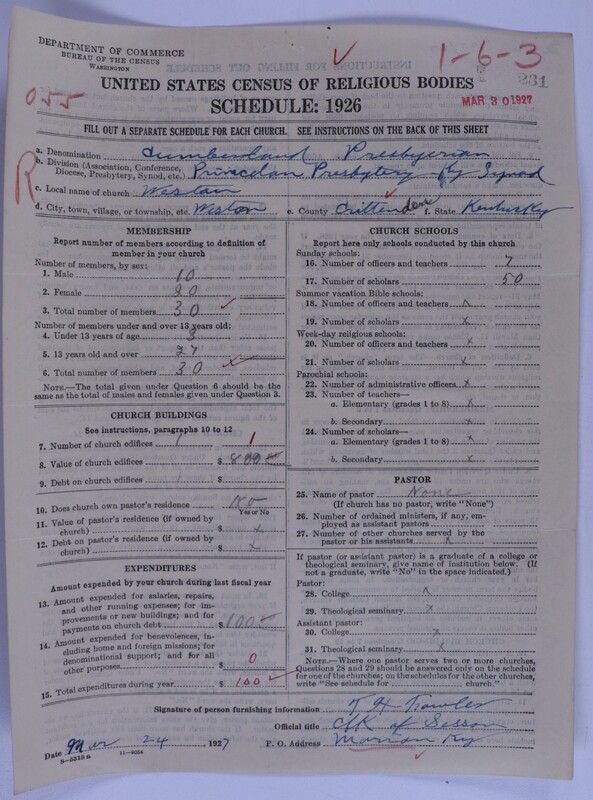 DEPARTMENT OF COMMERCE
BUREAU OF THE CENSUS
WASHINGTON
1-6-3
231
MAR 30 1927
055
R
UNITED STATES CENSUS OF RELIGIOUS BODIES
SCHEDULE: 1926
FILL OUT A SEPARATE SCHEDULE FOR EACH CHURCH. SEE INSTRUCTIONS ON THE BACK OF THIS SHEET
a. Denomination Cumberland Presbyterian
b. Division (Association, Conference, Diocese, Presbytery, Synod, etc.) Princeton Presbytery Ky Synod
c. Local name of church Weston
d. City, town, village, or township, etc. Weston e. County Crittenden f. State Kentucky
MEMBERSHIP
Report number of members according to definition of
member in your church
Number of members, by sex:
1. Male 10
2. Female 20
3. Total number of members 30
Number of members under and over 13 years old:
4. Under 13 years of age 3
5. 13 years old and over 27
6. Total number of members 30
NOTE.—The total given under Question 6 should be the
same as the total of males and females given under Question 3.
CHURCH BUILDINGS
See instructions, paragraphs 10 to 12
7. Number of church edifices 1 1
8. Value of church edifices $ 800
9. Debt on church edifices $
10. Does church own pastor's residence No
Yes or No
11. Value of pastor's residence (if owned by
church) $ x
12. Debt on pastor's residence (if owned by
church) $ x
EXPENDITURES
Amount expended by your church during last fiscal year
13. Amount expended for salaries, repairs,
and other running expenses; for im-
provements or new buildings; and for
payments on church debt $ 100
14. Amount expended for benevolences, in-
cluding home and foreign missions; for
denominational support; and for all
other purposes $ 0
15. Total expenditures during year $ 100
CHURCH SCHOOLS
Report here only schools conducted by this church
Sunday schools:
16. Number of officers and teachers 7
17. Number of scholars 50
Summer vacation Bible schools:
18. Number of officers and teachers x
19. Number of scholars x
Week-day religious schools:
20. Number of officers and teachers x
21. Number of scholars x
Parochial schools:
22. Number of administrative officers x
23. Number of teachers—
a. Elementary (grades 1 to 8) x
b. Secondary x
24. Number of scholars—
a. Elementary (grades 1 to 8) x
b. Secondary x
PASTOR
25. Name of pastor None
(If church has no pastor, write "None")
26. Number of ordained ministers, if any, em-
ployed as assistant pastors
27. Number of other churches served by the
pastor or his assistants x
If pastor (or assistant pastor) is a graduate of a college or
theological seminary, give name of institution below. (If
not a graduate, write "No" in the space indicated.)
Pastor:
28. College x
29. Theological seminary x
Assistant pastor:
30. College x
31. Theological seminary x
NOTE.—Where one pastor serves two or more churches,
Questions 28 and 29 should be answered only on the schedule
for one of the churches; on the schedules for the other churches,
write "See schedule for church."
Signature of person furnishing information
Official title Clk of Sesson
Date Mar 24, 1927 P. O. Address Marion Ky
8-5518a 11-9084